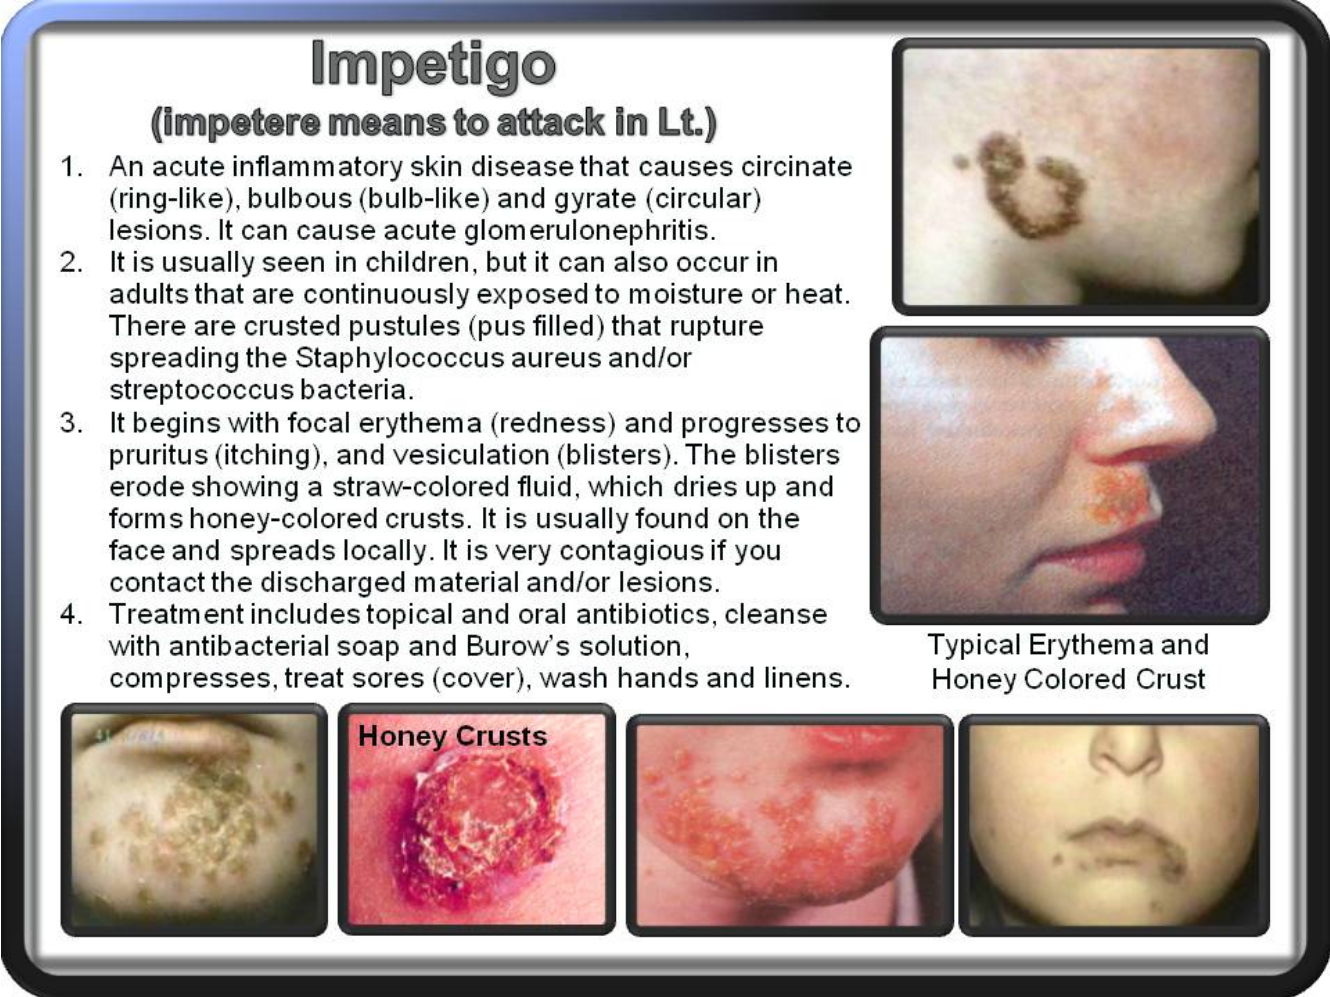 Impetigo
(impetere means to attack in Lt.)
1. An acute inflammatory skin disease that causes circinate
(ring-like), bulbous (bulb-like) and gyrate (circular)
lesions. It can cause acute glomerulonephritis.
2. It is usually seen in children, but it can also occur in
adults that are continuously exposed to moisture or heat.
There are crusted pustules (pus filled) that rupture
spreading the Staphylococcus aureus and/or
streptococcus bacteria.
3. It begins with focal erythema (redness) and progresses to
pruritus (itching), and vesiculation (blisters). The blisters
erode showing a straw-colored fluid, which dries up and
forms honey-colored crusts. It is usually found on the
face and spreads locally. It is very contagious if you
contact the discharged material and/or lesions.
4. Treatment includes topical and oral antibiotics, cleanse
with antibacterial soap and Burow's solution,
compresses, treat sores (cover), wash hands and linens.
Typical Erythema and
Honey Colored Crust
Honey Crusts